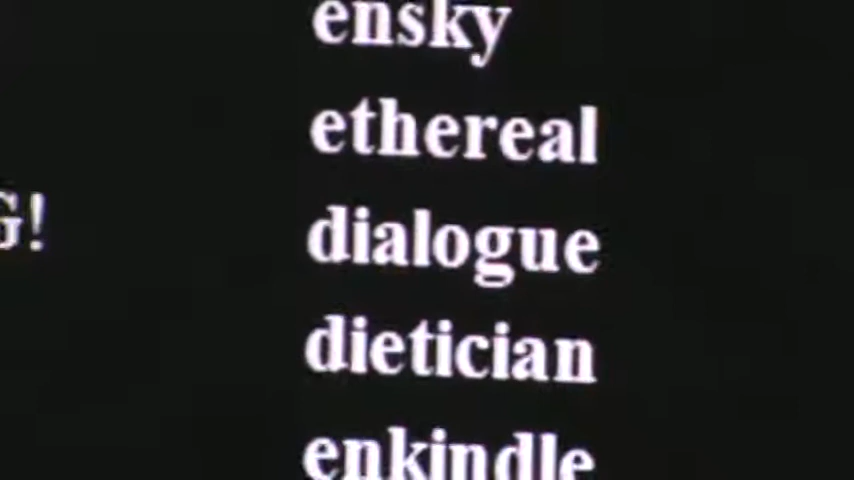 ensky
ethereal
G!
dialogue
dietician
enkindle